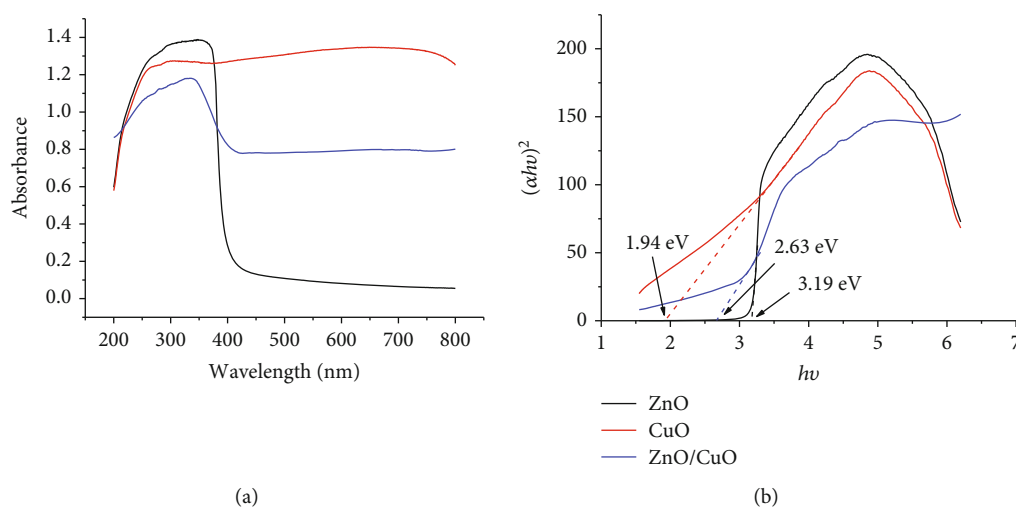 1.4
1.2
1.0
0.8
0.6
0.4
0.2
0.0
Absorbance
200 300 400 500 600 700 800
Wavelength (nm)
(a)
200
150
100
50
0
(αhυ)²
1.94 eV
2.63 eV
3.19 eV
1 2 3 4 5 6 7
hυ
ZnO
CuO
ZnO/CuO
(b)